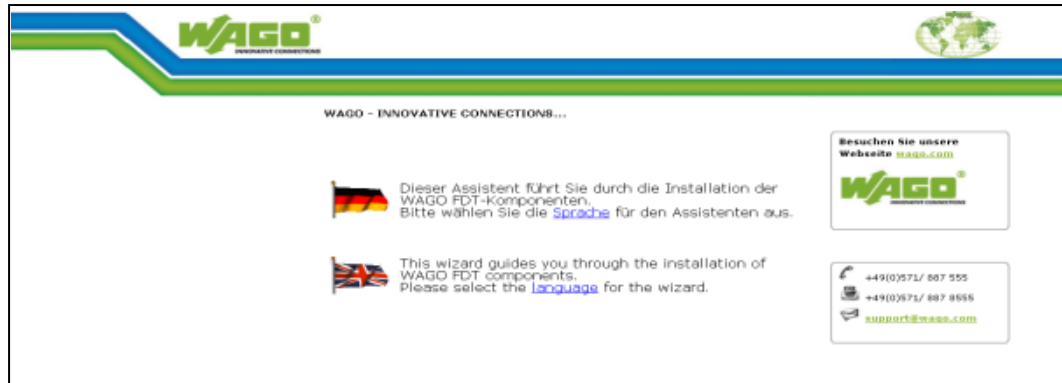 WAGO®
INNOVATIVE CONNECTIONS
WAGO - INNOVATIVE CONNECTIONS...
Dieser Assistent führt Sie durch die Installation der
WAGO FDT-Komponenten.
Bitte wählen Sie die Sprache für den Assistenten aus.
This wizard guides you through the installation of
WAGO FDT components.
Please select the language for the wizard.
Besuchen Sie unsere
Webseite wago.com
WAGO®
INNOVATIVE CONNECTIONS
+49(0)571/ 887 555
+49(0)571/ 887 8555
support@wago.com